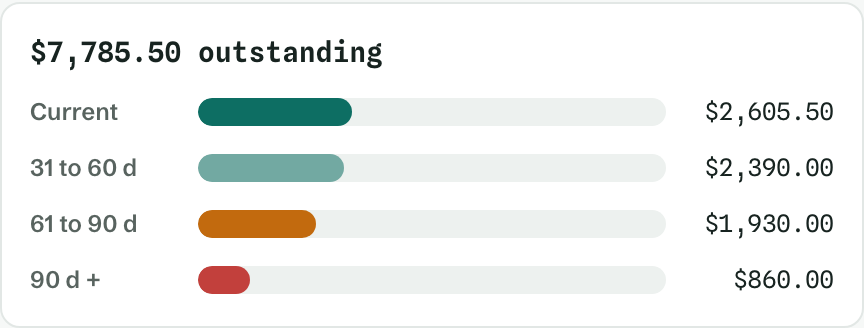 $7,785.50 outstanding
Current $2,605.50
31 to 60 d $2,390.00
61 to 90 d $1,930.00
90 d + $860.00